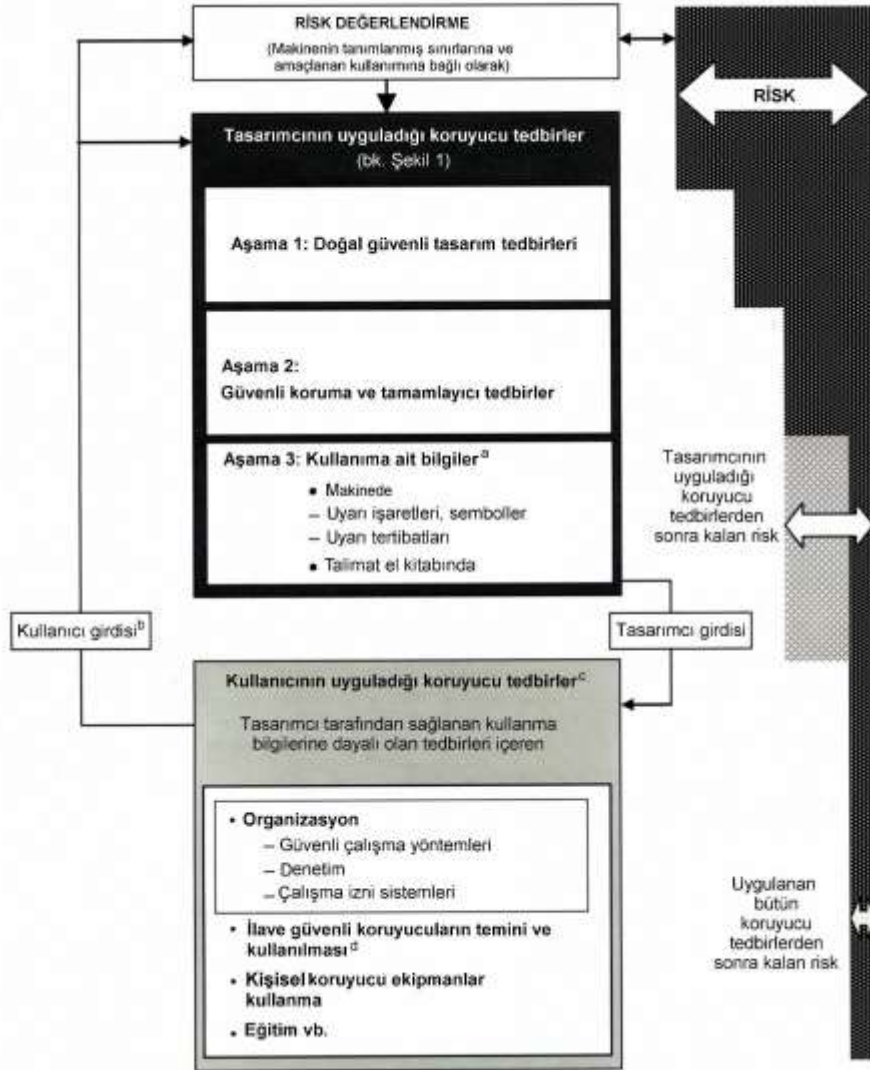 RİSK DEĞERLENDİRME
(Makinenin tanımlanmış sınırlarına ve
amaçlanan kullanımına bağlı olarak)
RİSK
Tasarımcının uyguladığı koruyucu tedbirler
(bk. Şekil 1)
Aşama 1: Doğal güvenli tasarım tedbirleri
Aşama 2:
Güvenli koruma ve tamamlayıcı tedbirler
Aşama 3: Kullanıma ait bilgiler a
• Makinede
– Uyarı işaretleri, semboller
– Uyarı tertibatları
• Talimat el kitabında
Tasarımcının
uyguladığı
koruyucu
tedbirlerden
sonra kalan risk
Kullanıcı girdisi b
Tasarımcı girdisi
Kullanıcının uyguladığı koruyucu tedbirler c
Tasarımcı tarafından sağlanan kullanma
bilgilerine dayalı olan tedbirleri içeren
• Organizasyon
– Güvenli çalışma yöntemleri
– Denetim
– Çalışma izni sistemleri
• İlave güvenli koruyucuların temini ve
kullanılması d
• Kişisel koruyucu ekipmanlar
kullanma
• Eğitim vb.
Uygulanan
bütün
koruyucu
tedbirlerden
sonra kalan risk